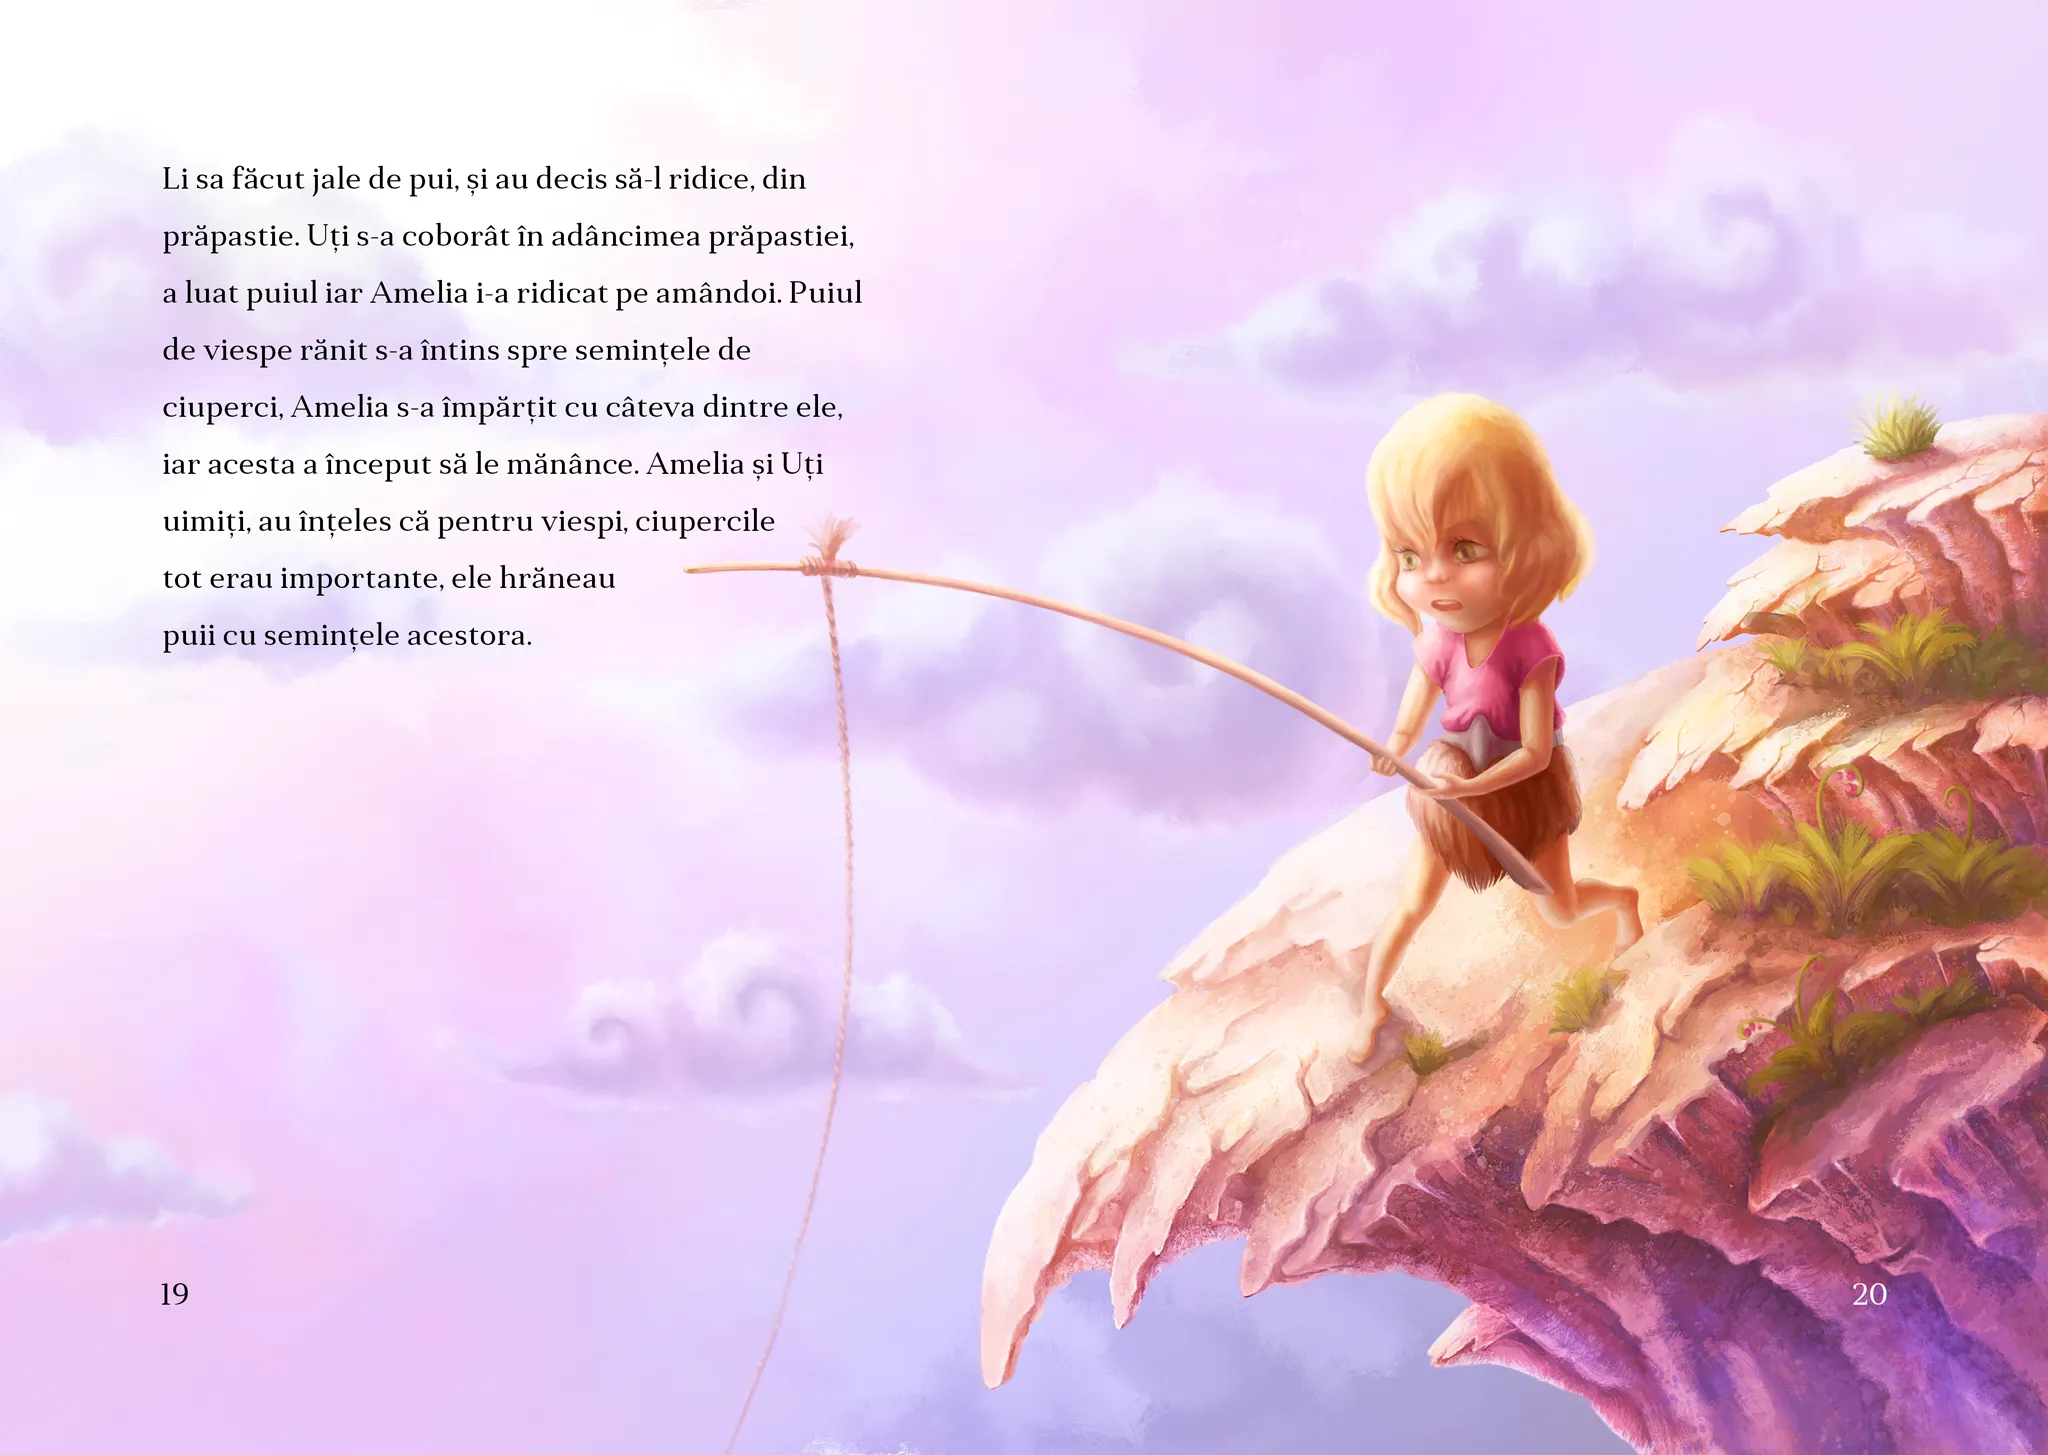 Li sa făcut jale de pui, și au decis să-l ridice, din
prăpastie. Uți s-a coborât în adâncimea prăpastiei,
a luat puiul iar Amelia i-a ridicat pe amândoi. Puiul
de viespe rănit s-a întins spre semințele de
ciuperci, Amelia s-a împărțit cu câteva dintre ele,
iar acesta a început să le mănânce. Amelia și Uți
uimiți, au înțeles că pentru viespi, ciupercile
tot erau importante, ele hrăneau
puii cu semințele acestora.
19
20